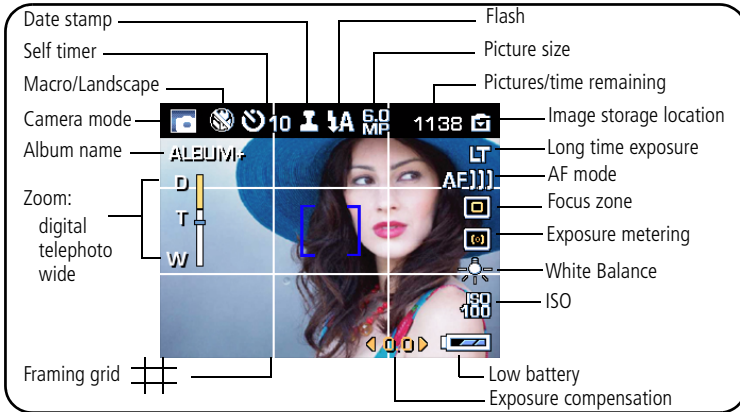 Date stamp
Flash
Self timer
Picture size
Macro/Landscape
Pictures/time remaining
Camera mode
10
A
6.0
MP
1138
Image storage location
Album name
ALBUM+
LT
Long time exposure
AF
AF mode
Zoom:
digital
telephoto
wide
D
T
W
Focus zone
Exposure metering
White Balance
ISO
100
ISO
Framing grid
0.0
Low battery
Exposure compensation